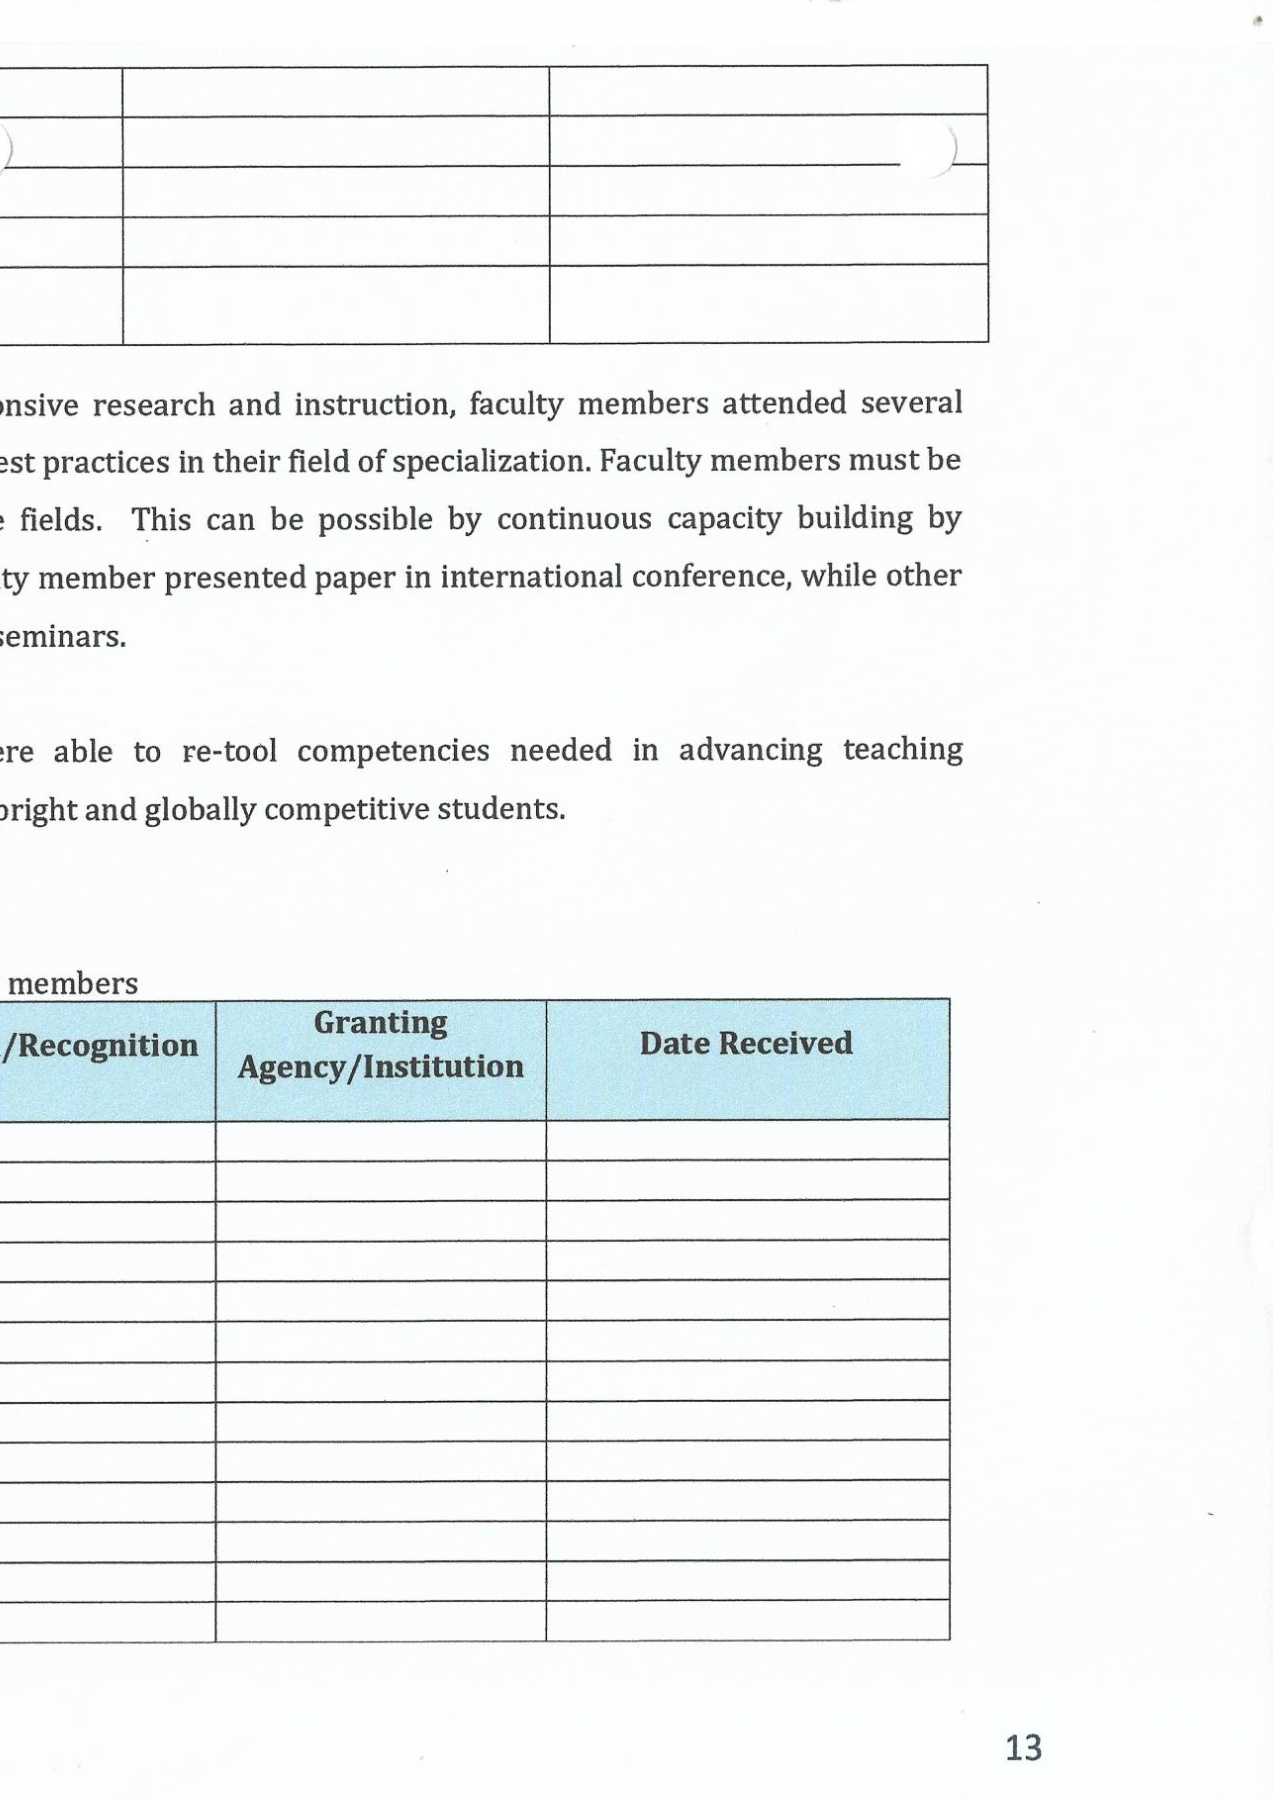 onsive research and instruction, faculty members attended several
est practices in their field of specialization. Faculty members must be
e fields. This can be possible by continuous capacity building by
ty member presented paper in international conference, while other
seminars.
ere able to re-tool competencies needed in advancing teaching
right and globally competitive students.
members
/Recognition
Granting
Agency/Institution
Date Received
13